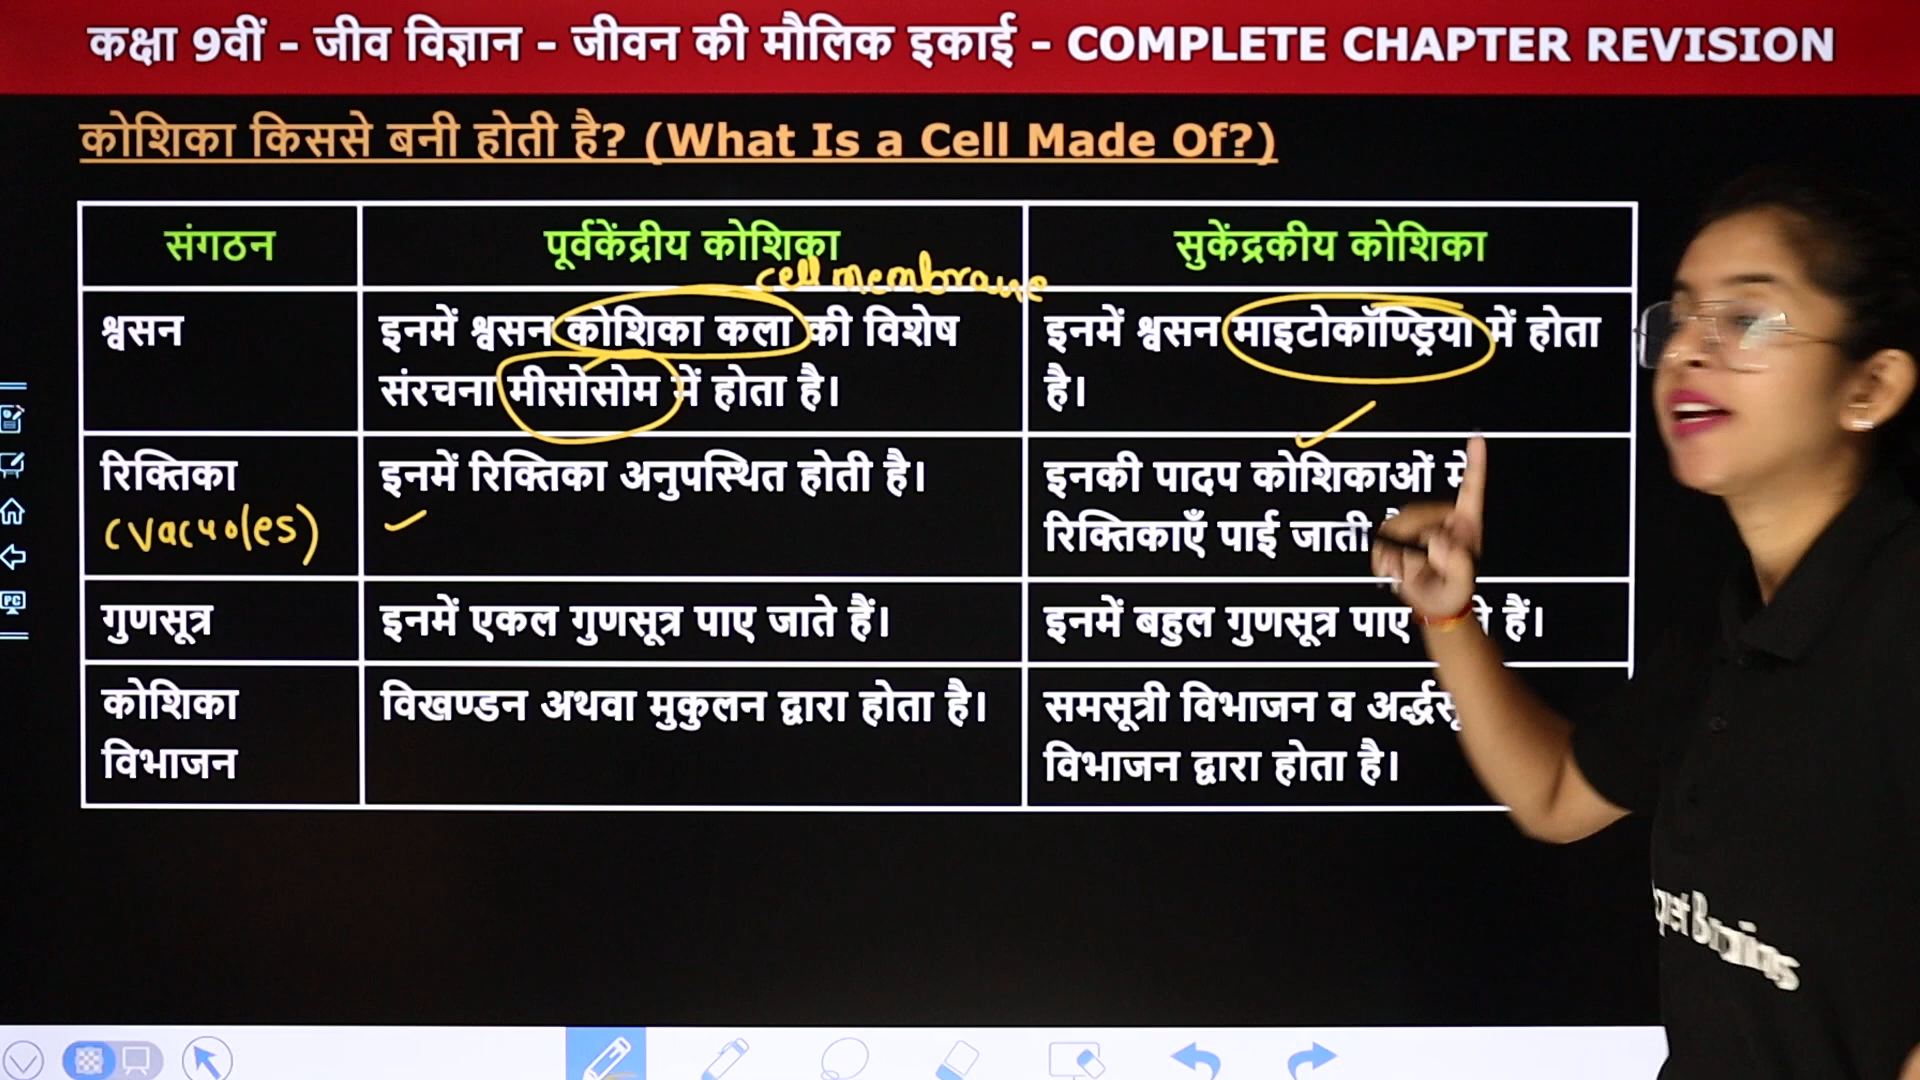 कक्षा 9वीं – जीव विज्ञान – जीवन की मौलिक इकाई – COMPLETE CHAPTER REVISION
कोशिका किससे बनी होती है? (What Is a Cell Made Of?)
संगठन
पूर्वकेंद्रीय कोशिका
सुकेंद्रकीय कोशिका
cell membrane
श्वसन
इनमें श्वसन कोशिका कला की विशेष
संरचना मीसोसोम में होता है।
इनमें श्वसन माइटोकॉण्ड्रिया में होता
है।
रिक्तिका
(vacuoles)
इनमें रिक्तिका अनुपस्थित होती है।
इनकी पादप कोशिकाओं में
रिक्तिकाएँ पाई जाती
गुणसूत्र
इनमें एकल गुणसूत्र पाए जाते हैं।
इनमें बहुल गुणसूत्र पाए हैं।
कोशिका
विभाजन
विखण्डन अथवा मुकुलन द्वारा होता है।
समसूत्री विभाजन व
विभाजन द्वारा होता है।
PC
Brains